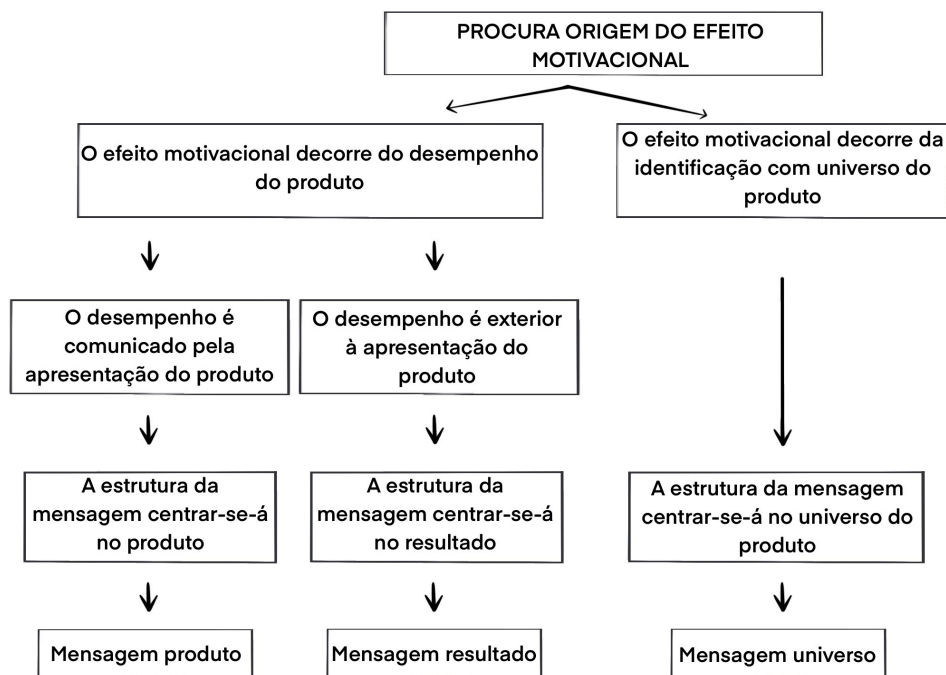 PROCURA ORIGEM DO EFEITO
MOTIVACIONAL
O efeito motivacional decorre do desempenho
do produto
O efeito motivacional decorre da
identificação com universo do
produto
O desempenho é
comunicado pela
apresentação do produto
O desempenho é exterior
à apresentação do
produto
A estrutura da
mensagem centrar-se-á
no produto
A estrutura da
mensagem centrar-se-á
no resultado
A estrutura da mensagem
centrar-se-á no universo do
produto
Mensagem produto
Mensagem resultado
Mensagem universo